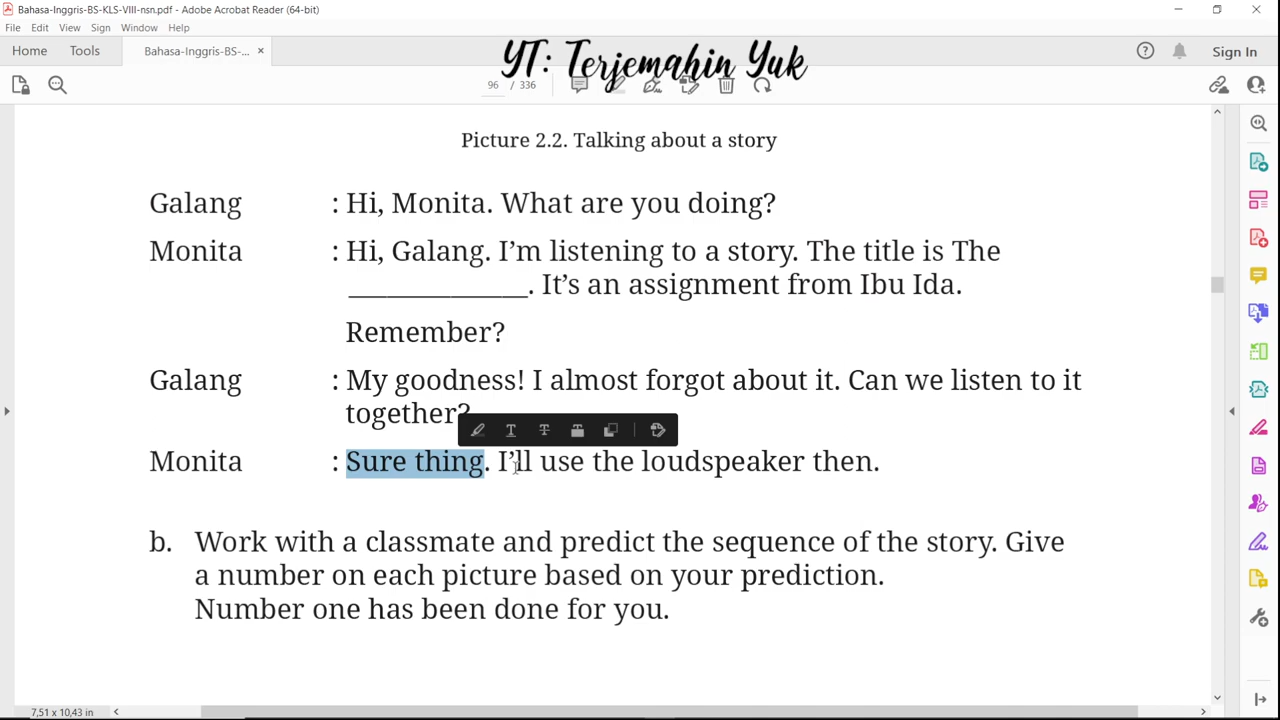 Bahasa-Inggris-BS-KLS-VIII-nsn.pdf - Adobe Acrobat Reader (64-bit)
File Edit View Sign Window Help
Home Tools Bahasa-Inggris-BS-... × Sign In
YT: Terjemahin Yuk
96 / 336
Picture 2.2. Talking about a story
Galang : Hi, Monita. What are you doing?
Monita : Hi, Galang. I’m listening to a story. The title is The
_____________. It’s an assignment from Ibu Ida.
Remember?
Galang : My goodness! I almost forgot about it. Can we listen to it
together?
Monita : Sure thing. I’ll use the loudspeaker then.
b. Work with a classmate and predict the sequence of the story. Give
a number on each picture based on your prediction.
Number one has been done for you.
7,51 x 10,43 in